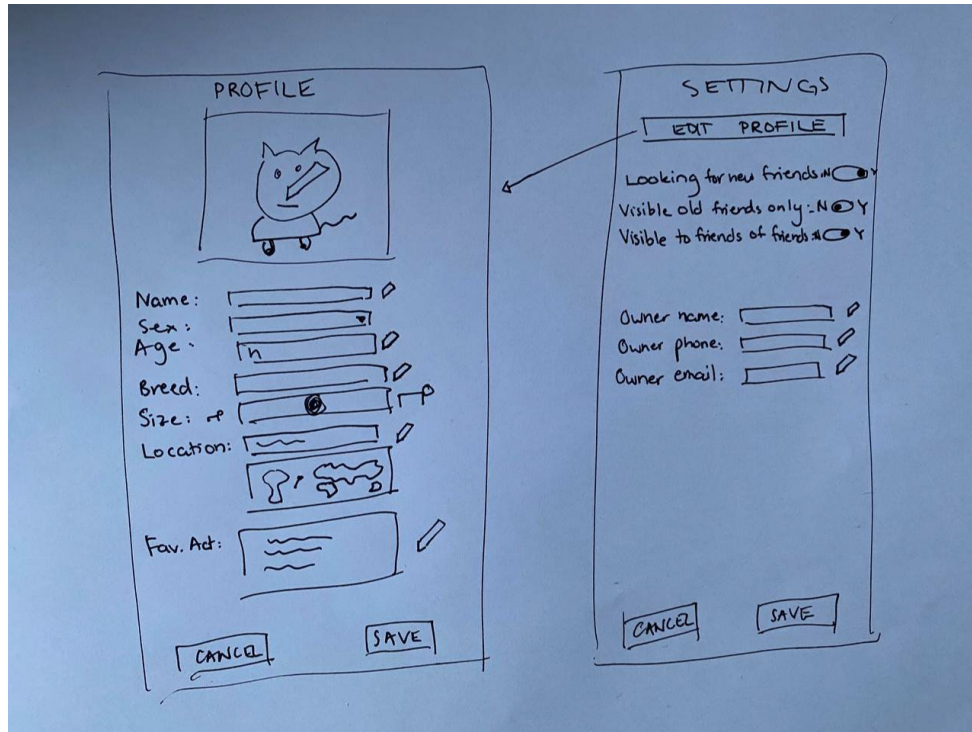 PROFILE
Name:
Sex:
Age:
n
Breed:
Size:
Location:
Fav. Act:
CANCEL
SAVE
SETTINGS
EDIT PROFILE
Looking for new friends: N Y
Visible old friends only: N Y
Visible to friends of friends: N Y
Owner name:
Owner phone:
Owner email:
CANCEL
SAVE